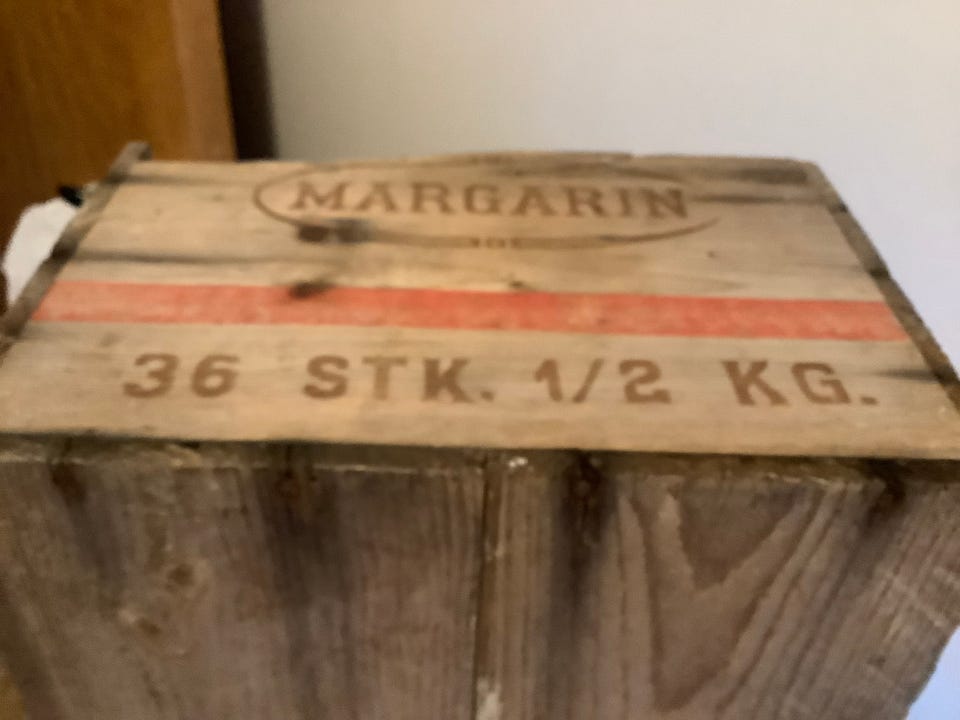 MARGARIN
36 STK. 1/2 KG.